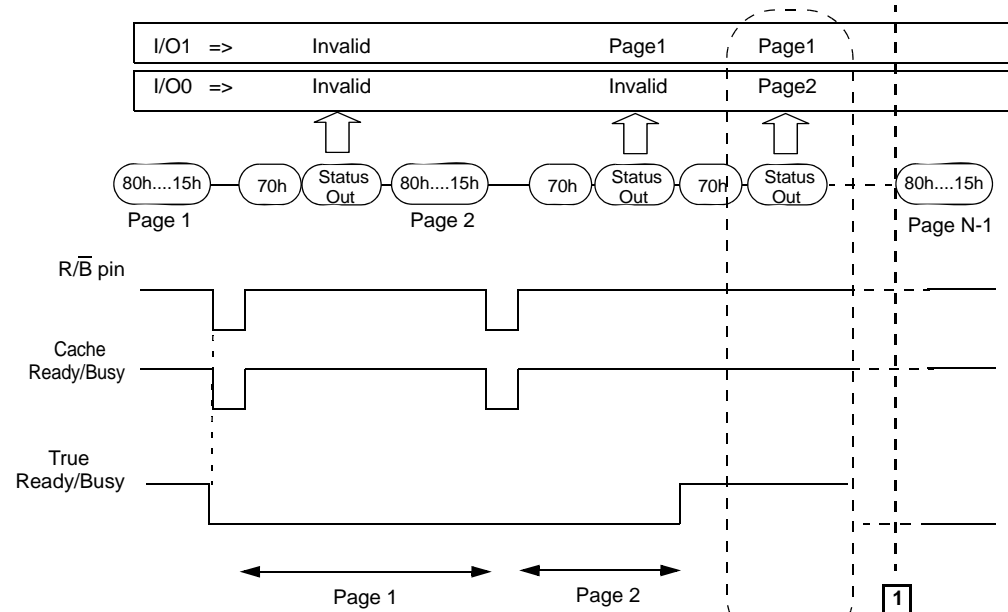 I/O1 => Invalid Page1 Page1
I/O0 => Invalid Invalid Page2
80h....15h 70h Status Out 80h....15h 70h Status Out 70h Status Out 80h....15h
Page 1 Page 2 Page N-1
R/B̅ pin
Cache
Ready/Busy
True
Ready/Busy
Page 1 Page 2
1